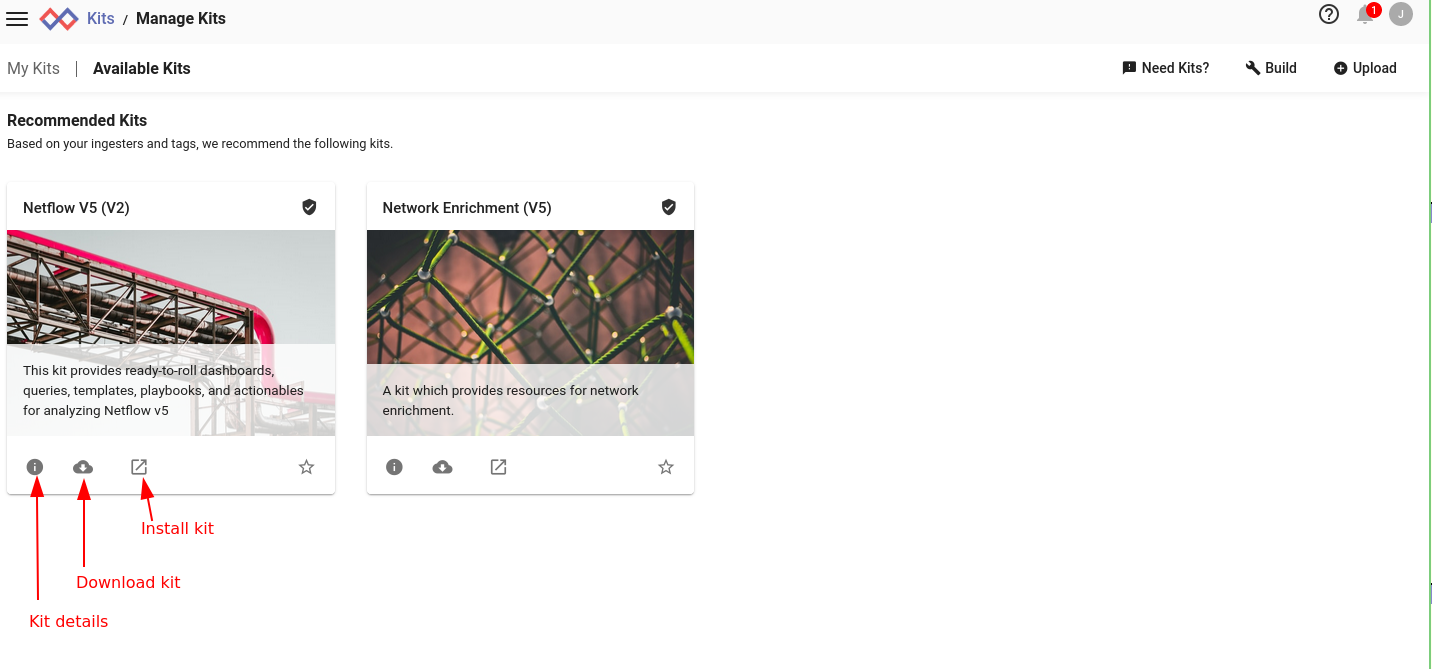 Kits / Manage Kits
1
J
My Kits | Available Kits
Need Kits?
Build
Upload
Recommended Kits
Based on your ingesters and tags, we recommend the following kits.
Netflow V5 (V2)
This kit provides ready-to-roll dashboards,
queries, templates, playbooks, and actionables
for analyzing Netflow v5
Network Enrichment (V5)
A kit which provides resources for network
enrichment.
Install kit
Download kit
Kit details